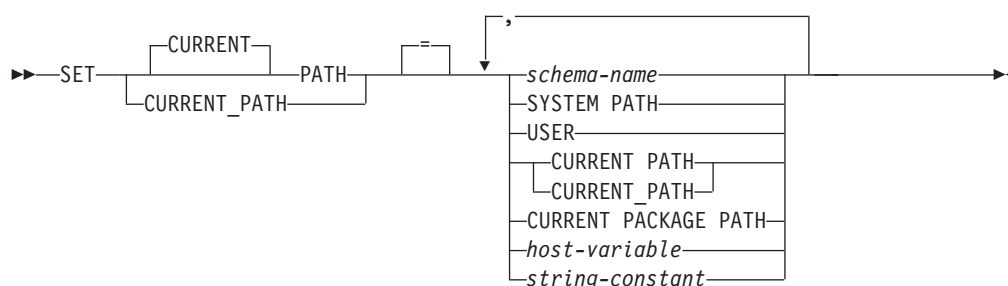 ,
CURRENT =
SET PATH schema-name
CURRENT_PATH SYSTEM PATH
USER
CURRENT PATH
CURRENT_PATH
CURRENT PACKAGE PATH
host-variable
string-constant